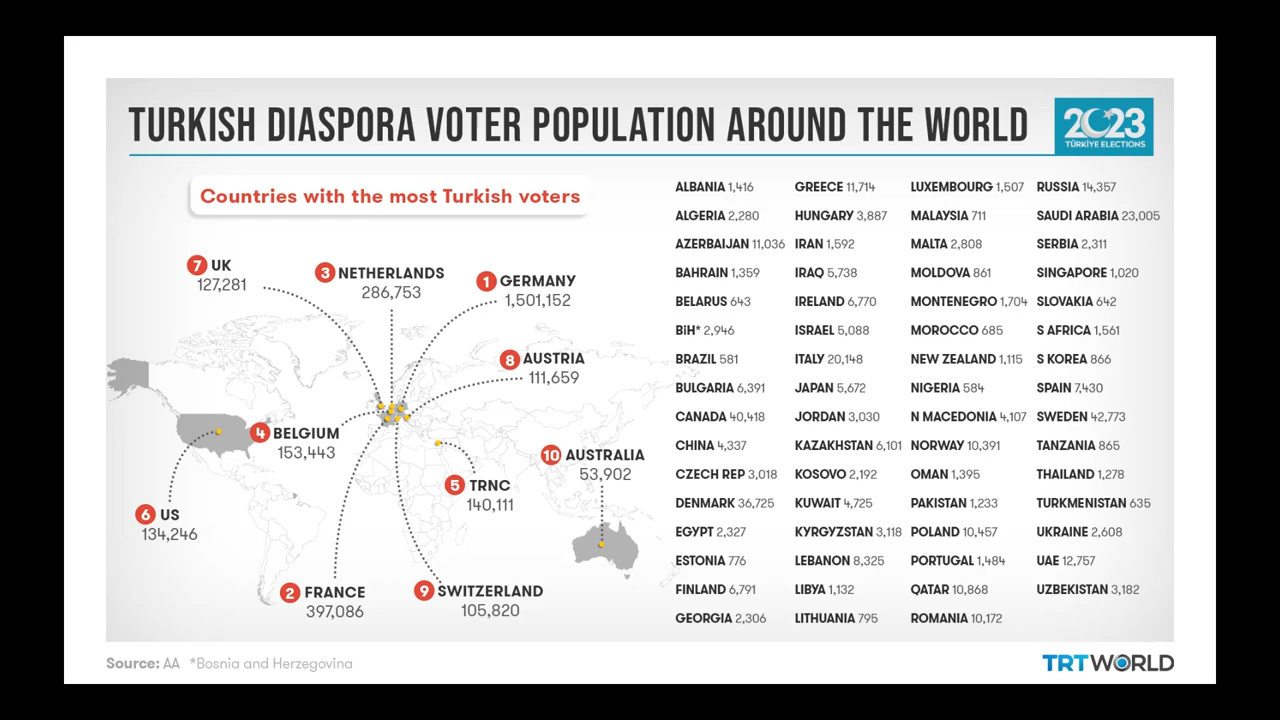 TURKISH DIASPORA VOTER POPULATION AROUND THE WORLD
2023
TÜRKİYE ELECTIONS
Countries with the most Turkish voters
7 UK
127,281
3 NETHERLANDS
286,753
1 GERMANY
1,501,152
8 AUSTRIA
111,659
4 BELGIUM
153,443
10 AUSTRALIA
53,902
5 TRNC
140,111
6 US
134,246
2 FRANCE
397,086
9 SWITZERLAND
105,820
ALBANIA 1,416
ALGERIA 2,280
AZERBAIJAN 11,036
BAHRAIN 1,359
BELARUS 643
BiH* 2,946
BRAZIL 581
BULGARIA 6,391
CANADA 40,418
CHINA 4,337
CZECH REP 3,018
DENMARK 36,725
EGYPT 2,327
ESTONIA 776
FINLAND 6,791
GEORGIA 2,306
GREECE 11,714
HUNGARY 3,887
IRAN 1,592
IRAQ 5,738
IRELAND 6,770
ISRAEL 5,088
ITALY 20,148
JAPAN 5,672
JORDAN 3,030
KAZAKHSTAN 6,101
KOSOVO 2,192
KUWAIT 4,725
KYRGYZSTAN 3,118
LEBANON 8,325
LIBYA 1,132
LITHUANIA 795
LUXEMBOURG 1,507
MALAYSIA 711
MALTA 2,808
MOLDOVA 861
MONTENEGRO 1,704
MOROCCO 685
NEW ZEALAND 1,115
NIGERIA 584
N MACEDONIA 4,107
NORWAY 10,391
OMAN 1,395
PAKISTAN 1,233
POLAND 10,457
PORTUGAL 1,484
QATAR 10,868
ROMANIA 10,172
RUSSIA 14,357
SAUDI ARABIA 23,005
SERBIA 2,311
SINGAPORE 1,020
SLOVAKIA 642
S AFRICA 1,561
S KOREA 866
SPAIN 7,430
SWEDEN 42,773
TANZANIA 865
THAILAND 1,278
TURKMENISTAN 635
UKRAINE 2,608
UAE 12,757
UZBEKISTAN 3,182
Source: AA *Bosnia and Herzegovina
TRT WORLD